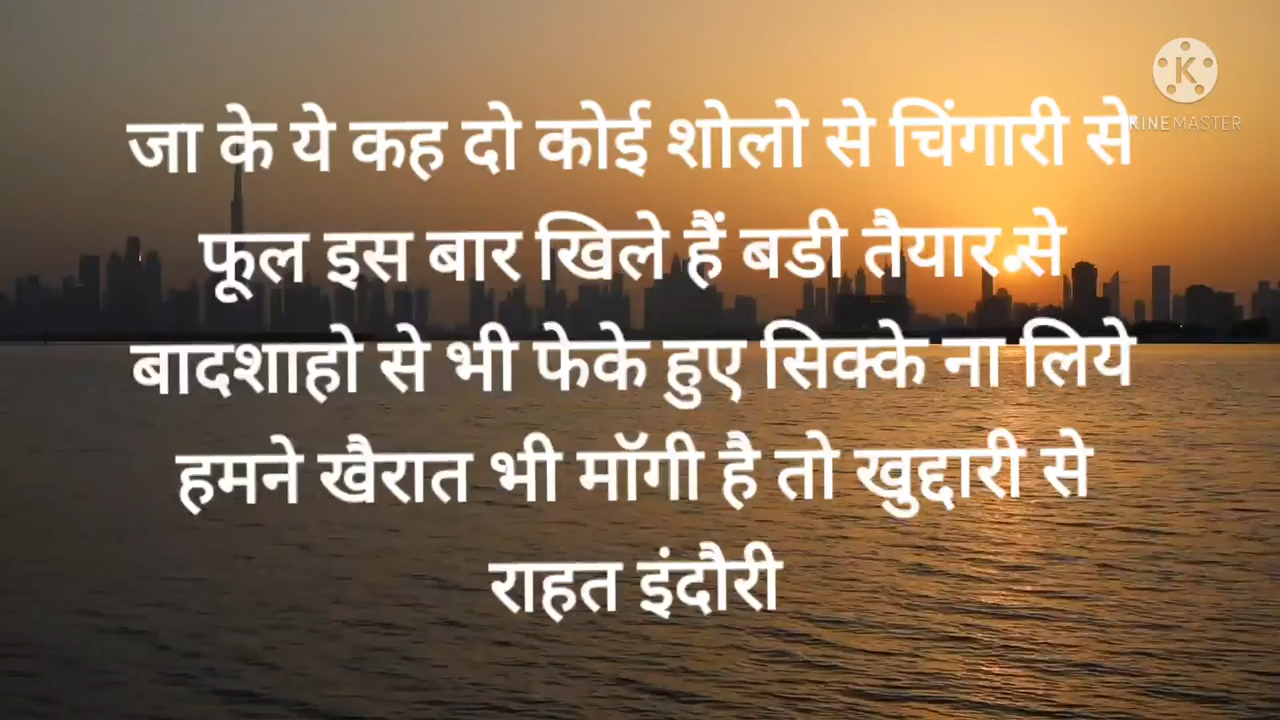 जा के ये कह दो कोई शोलो से चिंगारी से
KINEMASTER
फूल इस बार खिले हैं बडी तैयार से
बादशाहो से भी फेके हुए सिक्के ना लिये
हमने खैरात भी मॉगी है तो खुद्दारी से
राहत इंदौरी